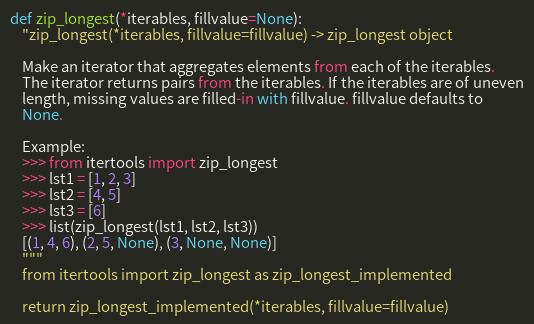 def zip_longest(*iterables, fillvalue=None):
"zip_longest(*iterables, fillvalue=fillvalue) -> zip_longest object
Make an iterator that aggregates elements from each of the iterables.
The iterator returns pairs from the iterables. If the iterables are of uneven
length, missing values are filled-in with fillvalue. fillvalue defaults to
None.
Example:
>>> from itertools import zip_longest
>>> lst1 = [1, 2, 3]
>>> lst2 = [4, 5]
>>> lst3 = [6]
>>> list(zip_longest(lst1, lst2, lst3))
[(1, 4, 6), (2, 5, None), (3, None, None)]
"""
from itertools import zip_longest as zip_longest_implemented
return zip_longest_implemented(*iterables, fillvalue=fillvalue)